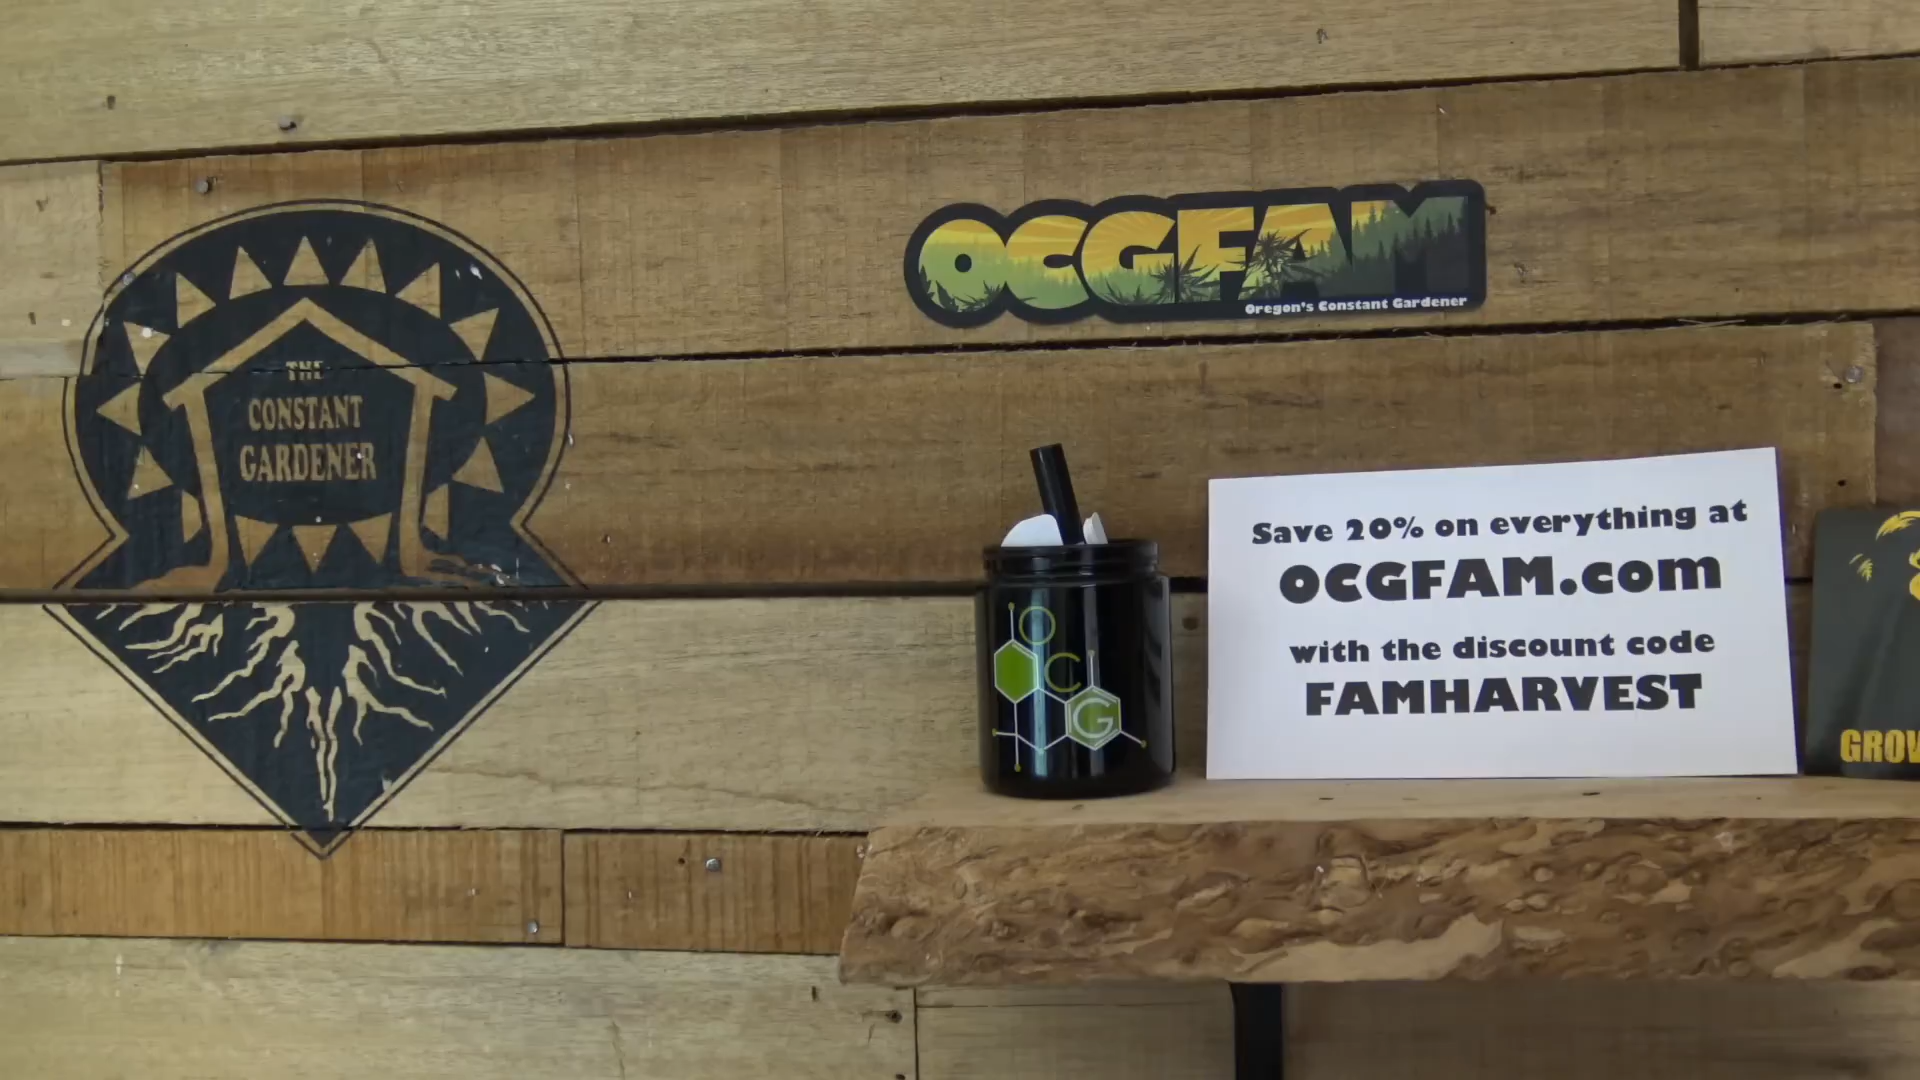 THE
CONSTANT
GARDENER
OCGFAM
Oregon's Constant Gardener
OCG
Save 20% on everything at
OCGFAM.com
with the discount code
FAMHARVEST